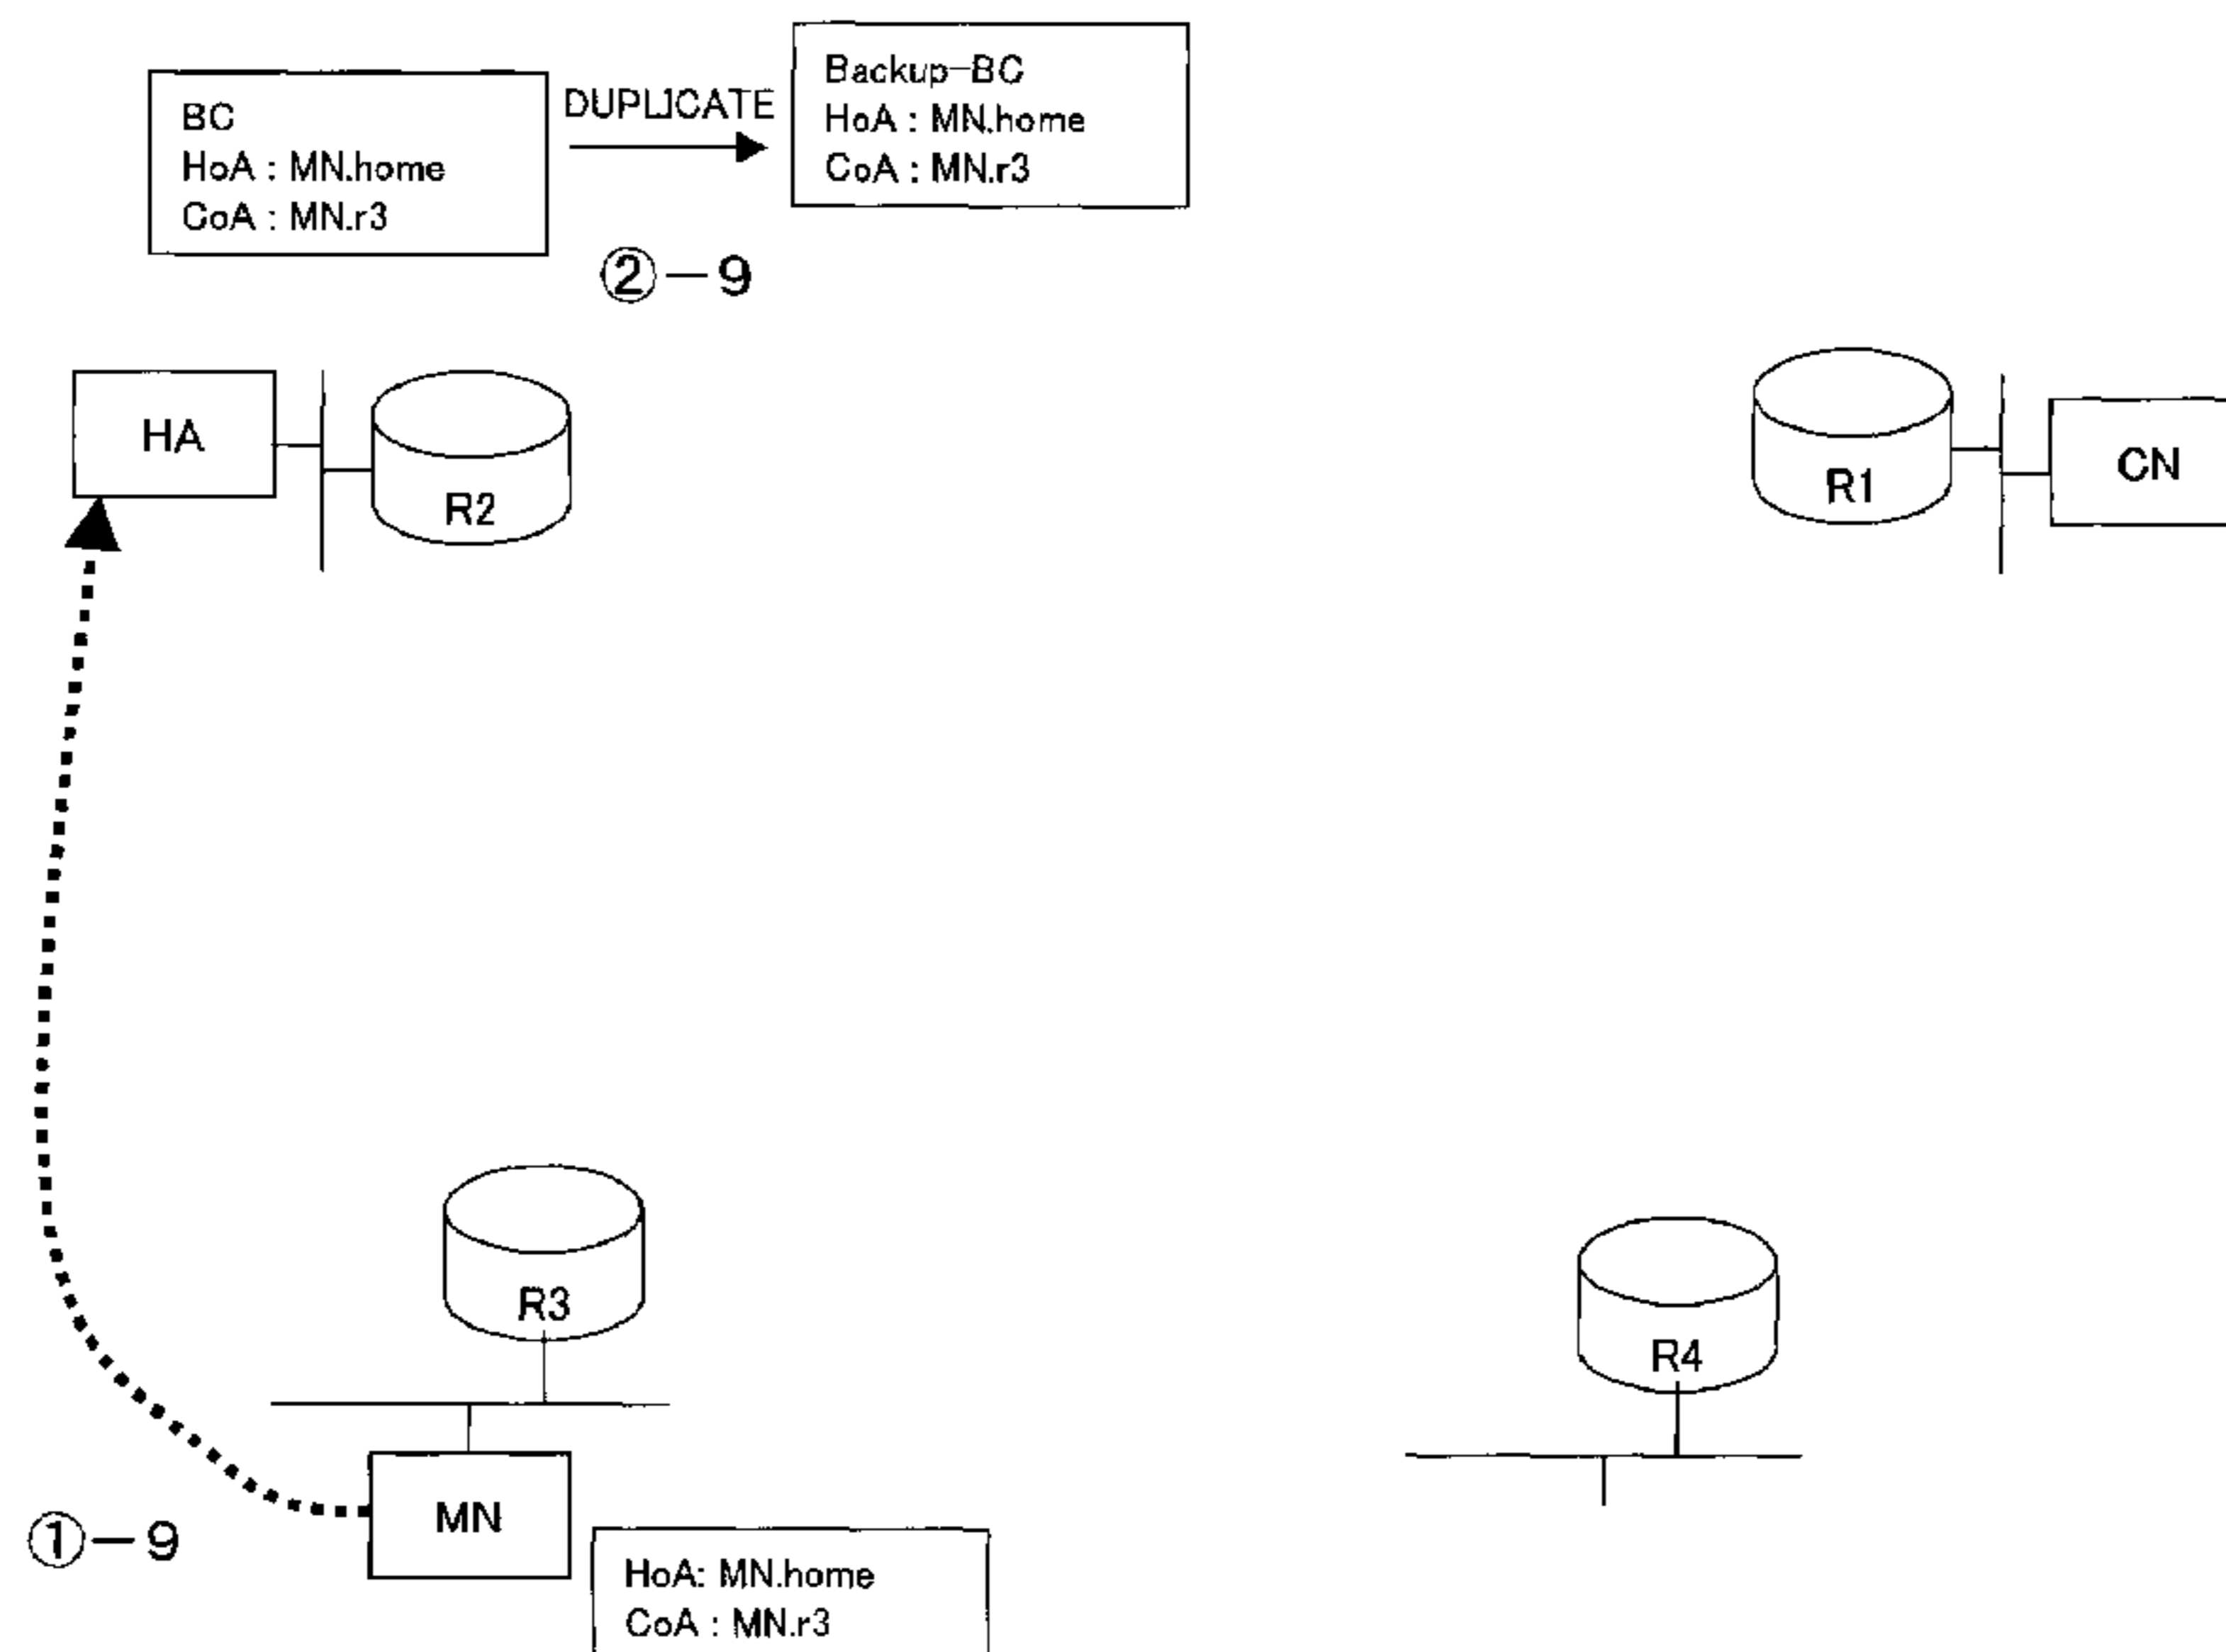 BC
HoA : MN.home
CoA : MN.r3
DUPLICATE
Backup-BC
HoA : MN.home
CoA : MN.r3
②-9
HA
R2
R1
CN
R3
R4
MN
①-9
HoA: MN.home
CoA : MN.r3